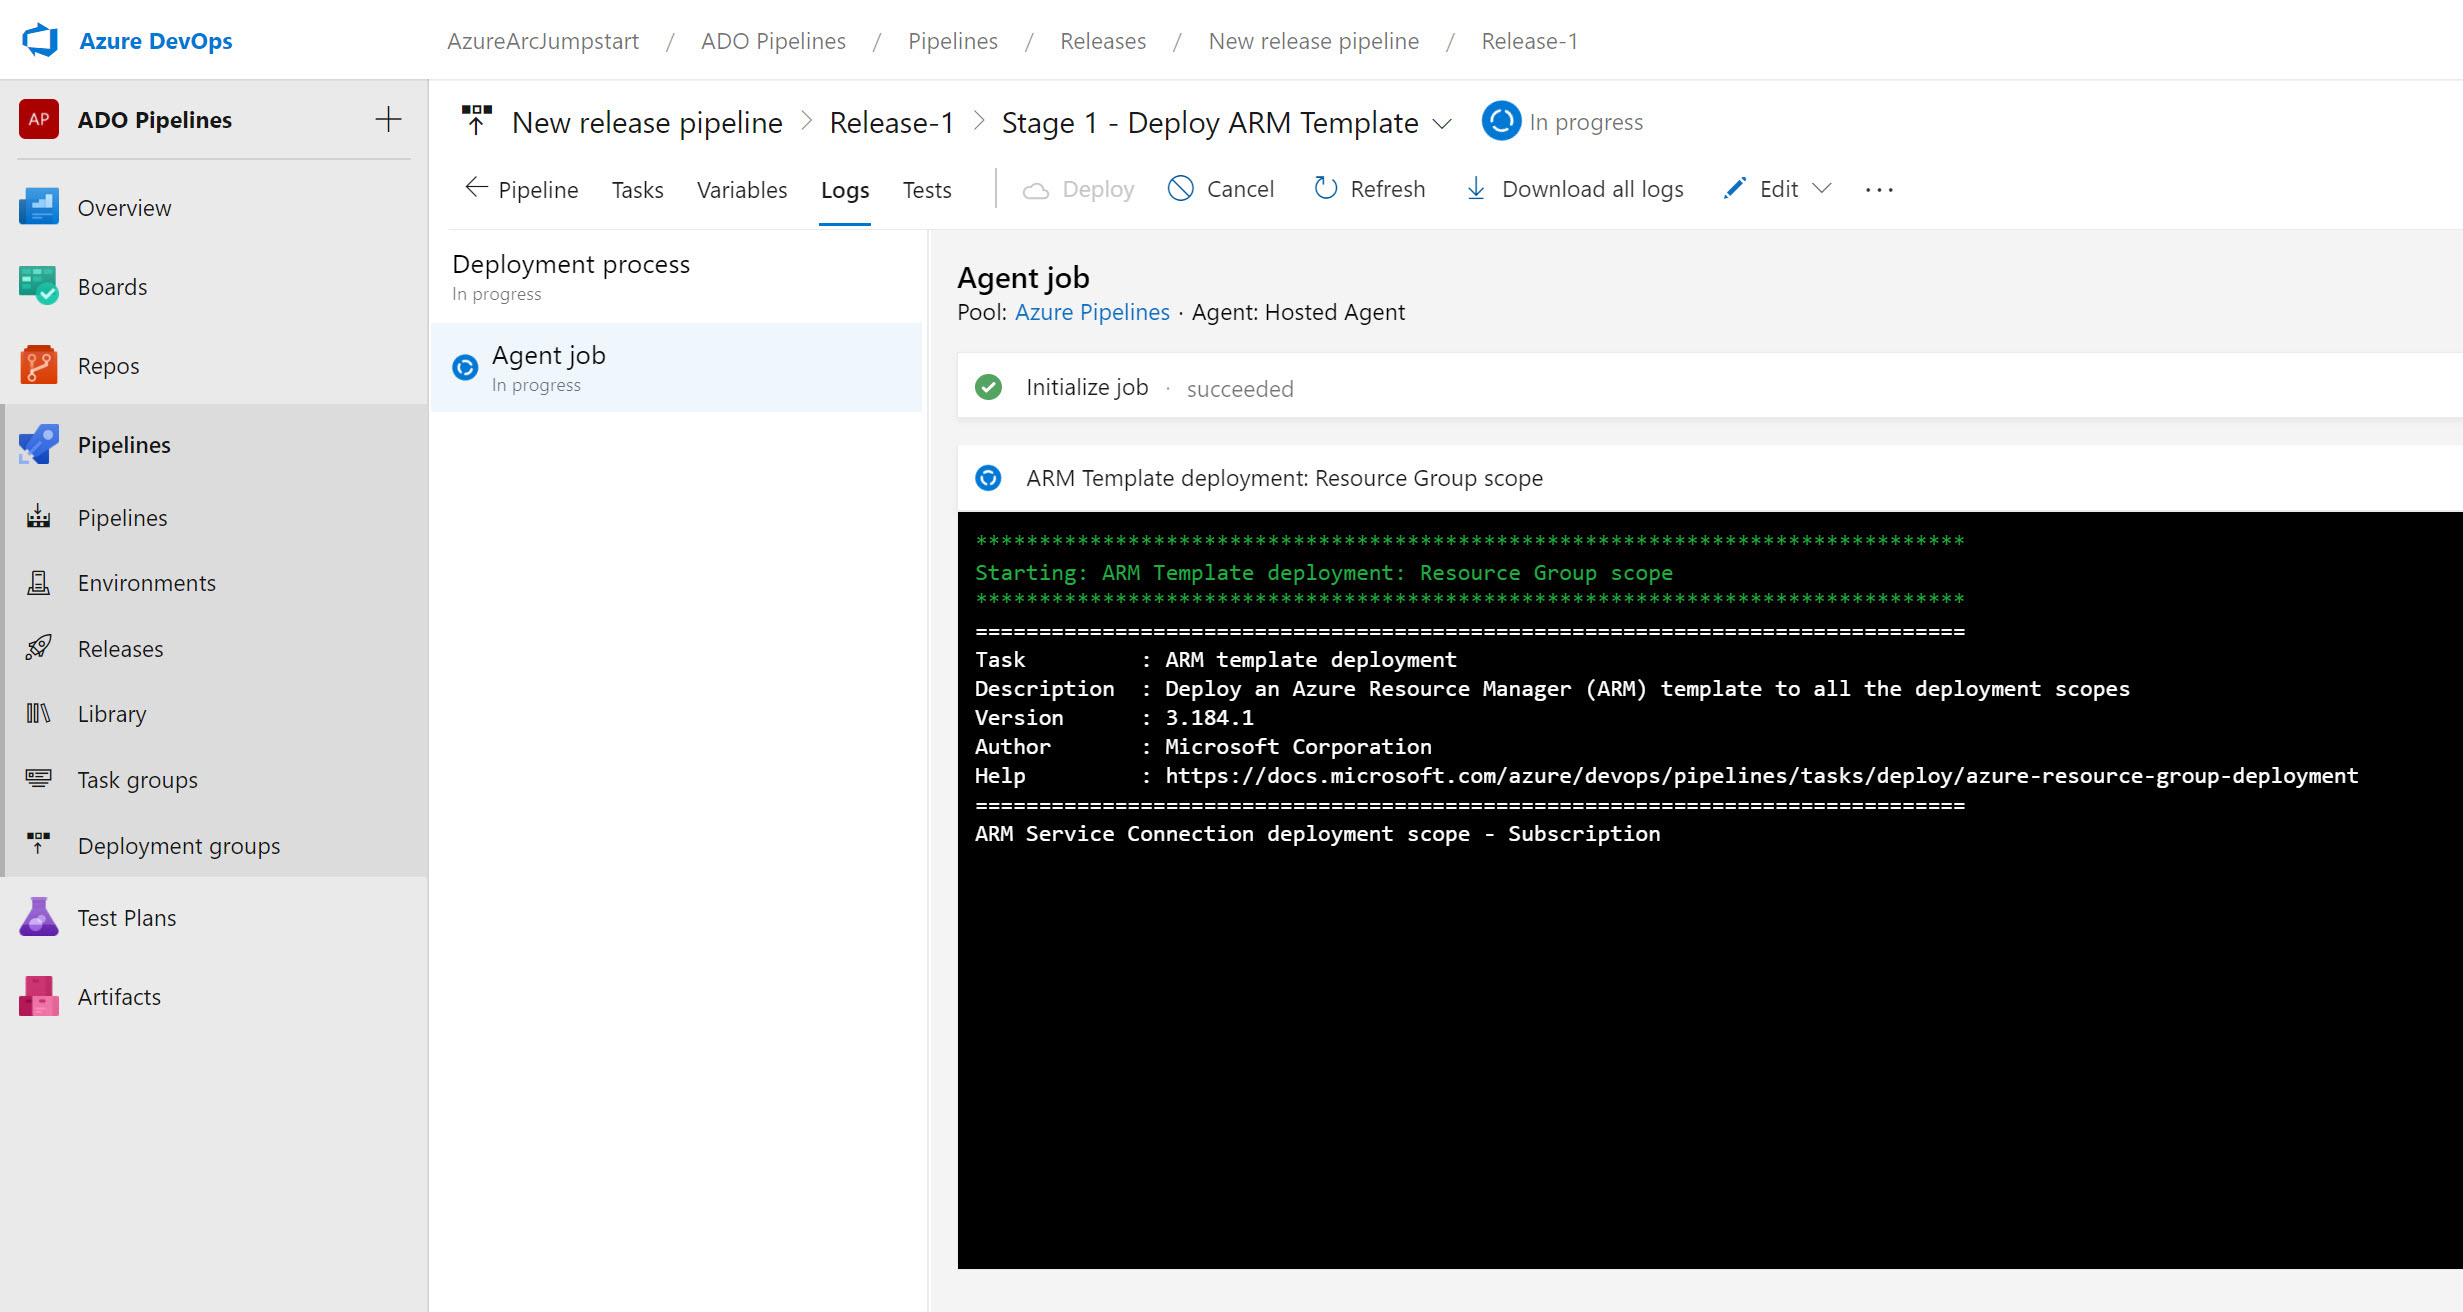 Azure DevOps
AzureArcJumpstart / ADO Pipelines / Pipelines / Releases / New release pipeline / Release-1
AP ADO Pipelines
Overview
Boards
Repos
Pipelines
Pipelines
Environments
Releases
Library
Task groups
Deployment groups
Test Plans
Artifacts
New release pipeline > Release-1 > Stage 1 - Deploy ARM Template In progress
Pipeline Tasks Variables Logs Tests Deploy Cancel Refresh Download all logs Edit ...
Deployment process
In progress
Agent job
In progress
Agent job
Pool: Azure Pipelines · Agent: Hosted Agent
Initialize job · succeeded
ARM Template deployment: Resource Group scope
******************************************************************************
Starting: ARM Template deployment: Resource Group scope
******************************************************************************
==============================================================================
Task         : ARM template deployment
Description  : Deploy an Azure Resource Manager (ARM) template to all the deployment scopes
Version      : 3.184.1
Author       : Microsoft Corporation
Help         : https://docs.microsoft.com/azure/devops/pipelines/tasks/deploy/azure-resource-group-deployment
==============================================================================
ARM Service Connection deployment scope - Subscription